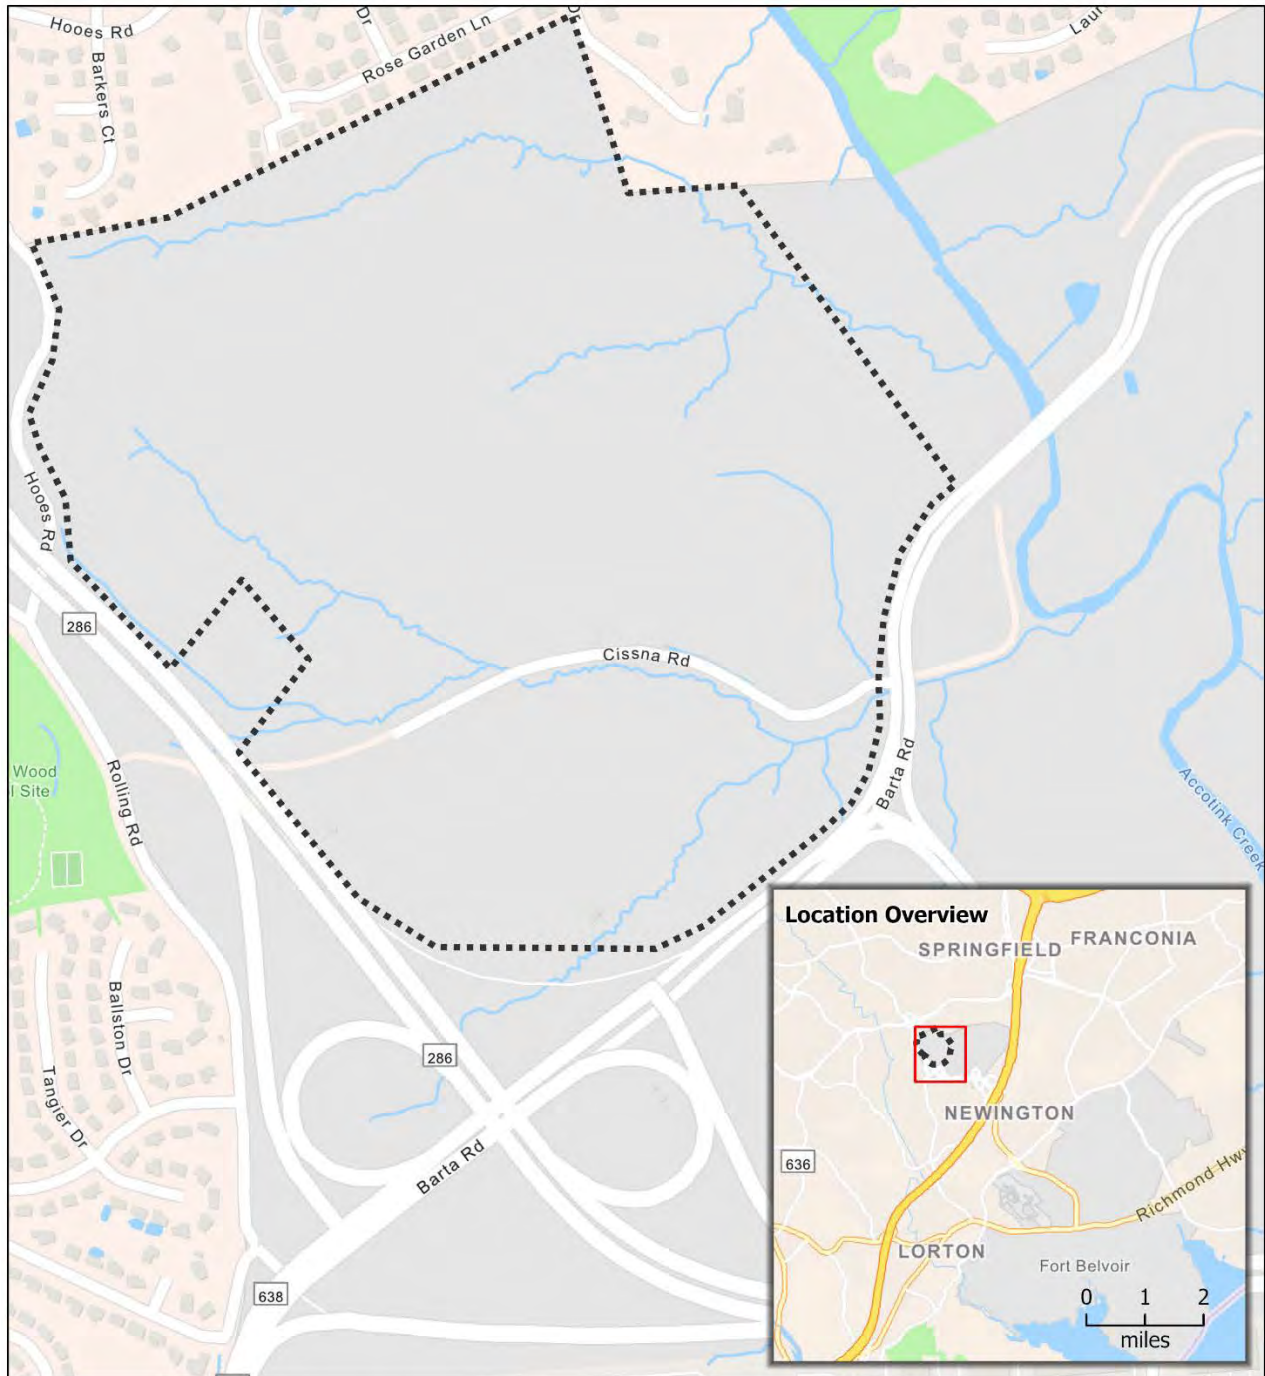 Hooes Rd
Barkers Ct
Dr
Rose Garden Ln
Dr
Laur
Hooes Rd
286
Cissna Rd
Wood
l Site
Rolling Rd
Barta Rd
Accotink Creek
Ballston Dr
Tangier Dr
286
Barta Rd
638
Location Overview
SPRINGFIELD
FRANCONIA
NEWINGTON
636
Richmond Hwy
LORTON
Fort Belvoir
0 1 2
miles